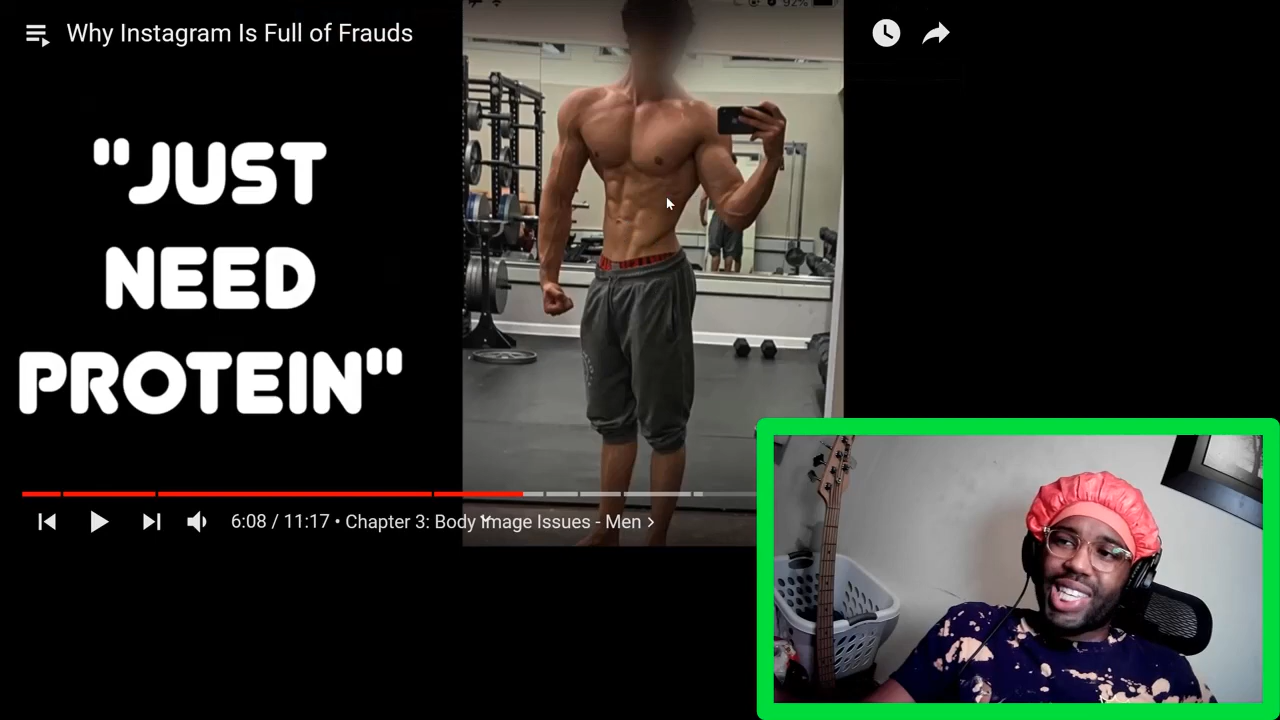 92%
Why Instagram Is Full of Frauds
"JUST
NEED
PROTEIN"
6:08 / 11:17 • Chapter 3: Body Image Issues - Men